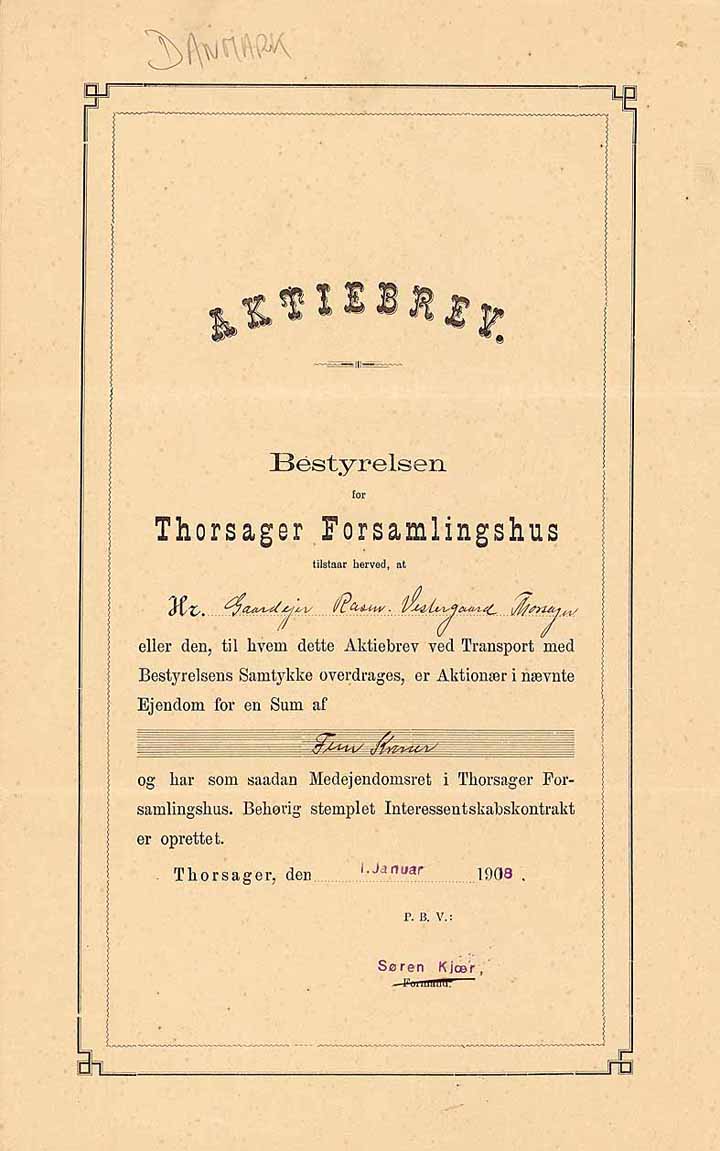 DANMARK
AKTIEBREV.
Bestyrelsen
for
Thorsager Forsamlingshus
tilstaar herved, at
Hr. Gaardejer Rasm. Vestergaard Thorsager
eller den, til hvem dette Aktiebrev ved Transport med
Bestyrelsens Samtykke overdrages, er Aktionær i nævnte
Ejendom for en Sum af
Fem Kroner
og har som saadan Medejendomsret i Thorsager For-
samlingshus. Behørig stemplet Interessentskabskontrakt
er oprettet.
Thorsager, den 1. Januar 1908.
P. B. V.:
Søren Kjær,
Formand.